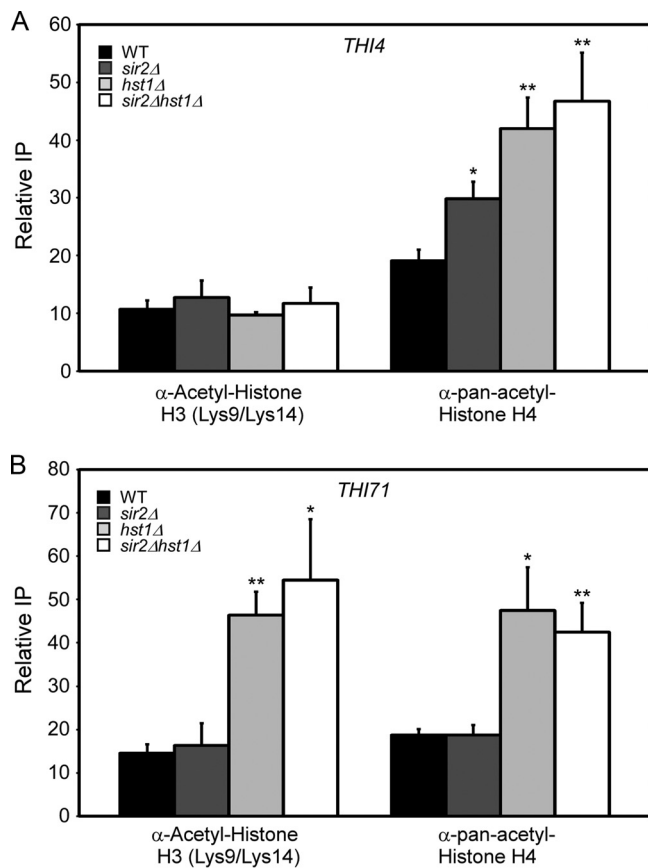 A
60
50
40
30
20
10
0
Relative IP
WT
sir2Δ
hst1Δ
sir2Δhst1Δ
THI4
*
**
**
α-Acetyl-Histone
H3 (Lys9/Lys14)
α-pan-acetyl-
Histone H4
B
80
70
60
50
40
30
20
10
0
Relative IP
WT
sir2Δ
hst1Δ
sir2Δhst1Δ
THI71
**
*
*
**
α-Acetyl-Histone
H3 (Lys9/Lys14)
α-pan-acetyl-
Histone H4